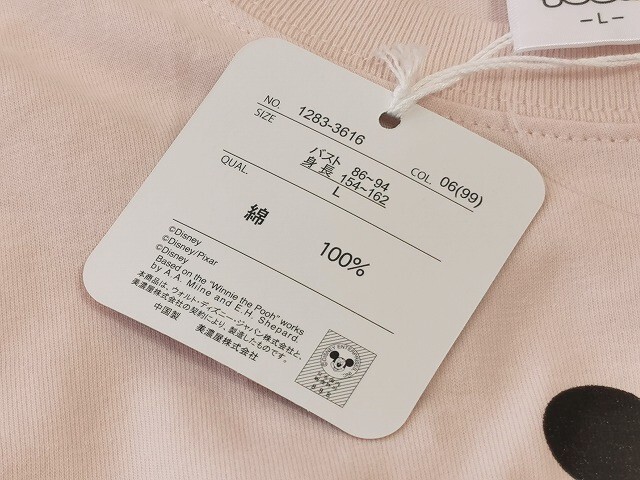 -L-
NO. 1283-3616
SIZE
バスト 86~94
身長 154~162
L
COL. 06(99)
QUAL.
綿 100%
©Disney
©Disney/Pixar
©Disney
Based on the "Winnie the Pooh" works
by A.A. Milne and E.H. Shepard.
本商品は、ウォルト・ディズニー・ジャパン株式会社と、
美濃屋株式会社の契約により、製造したものです。
中国製 美濃屋株式会社